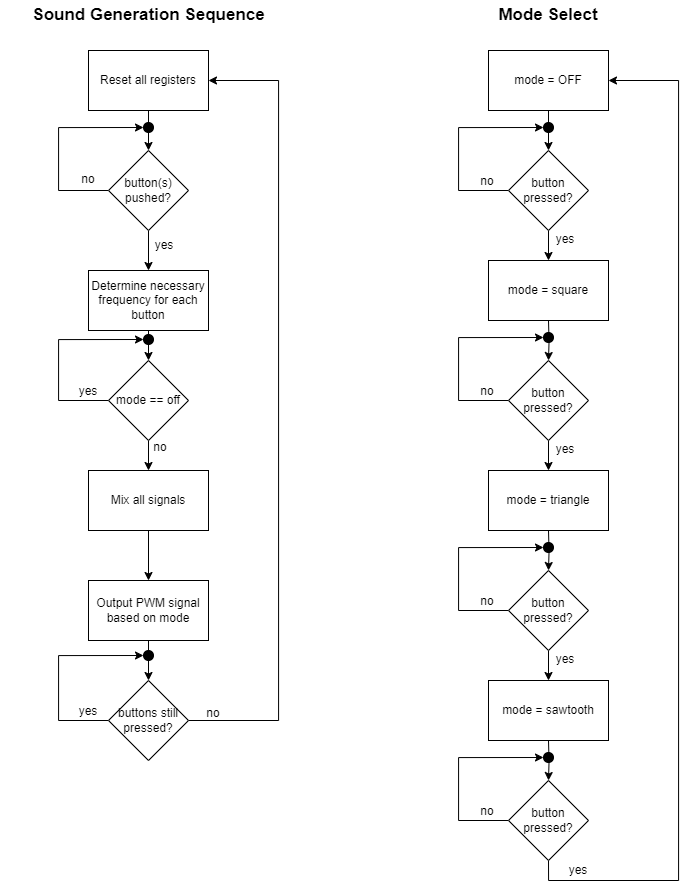 Sound Generation Sequence
Reset all registers
no
button(s)
pushed?
yes
Determine necessary
frequency for each
button
yes
mode == off
no
Mix all signals
Output PWM signal
based on mode
yes
buttons still
pressed?
no
Mode Select
mode = OFF
no
button
pressed?
yes
mode = square
no
button
pressed?
yes
mode = triangle
no
button
pressed?
yes
mode = sawtooth
no
button
pressed?
yes